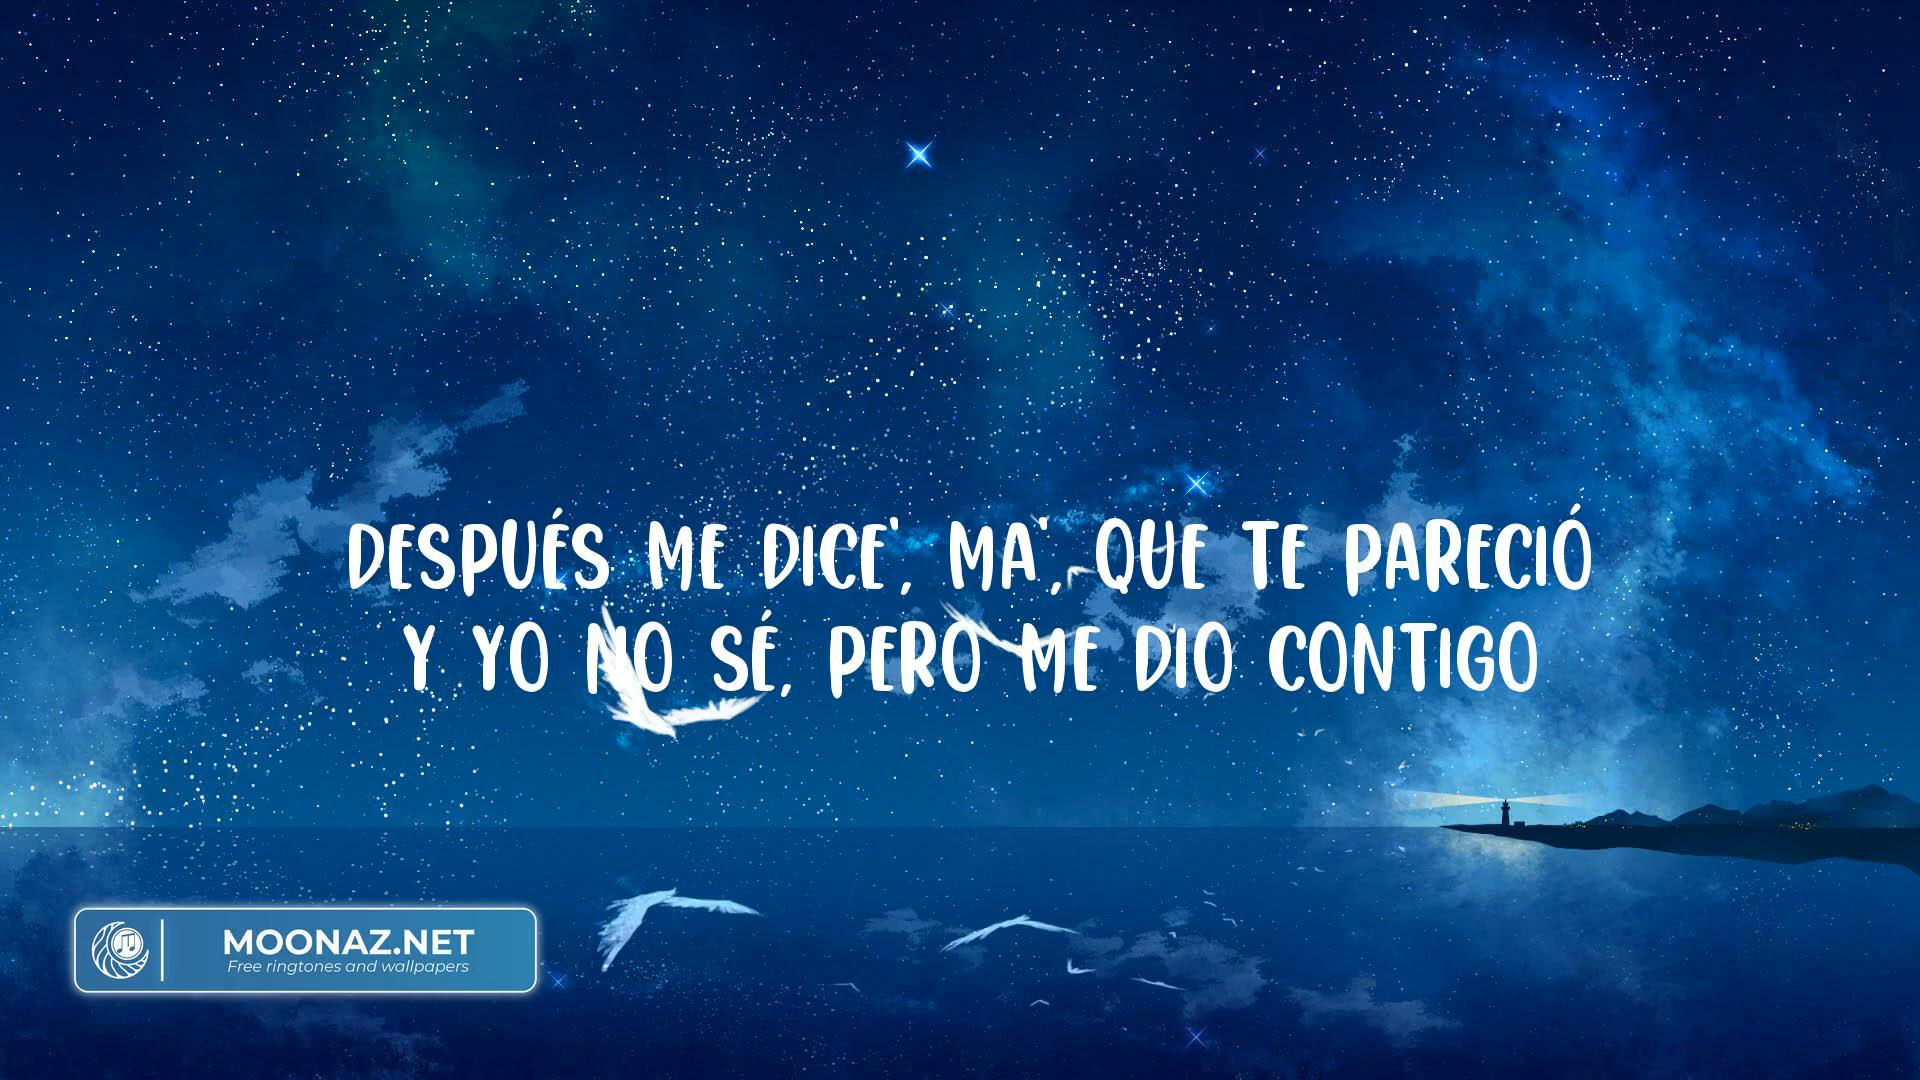 DESPUÉS ME DICE', MA', QUE TE PARECIÓ
Y YO NO SÉ, PERO ME DIO CONTIGO
MOONAZ.NET
Free ringtones and wallpapers